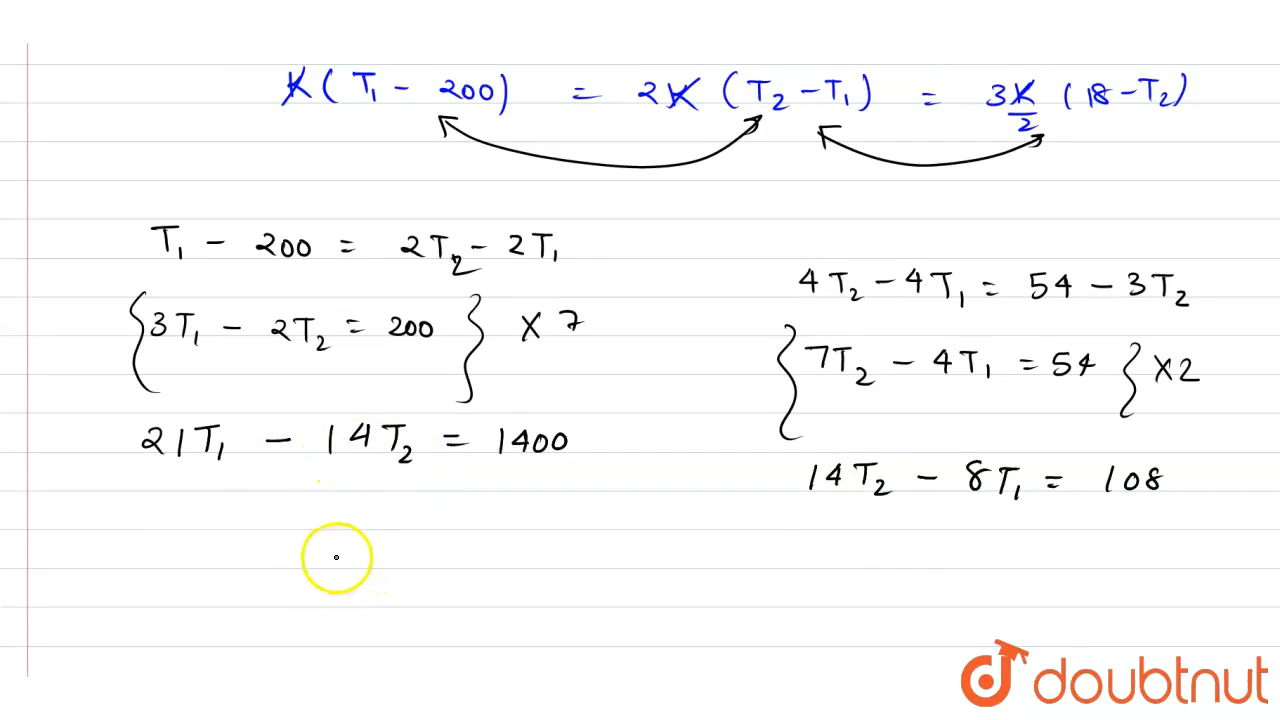 K(T₁ - 200) = 2K (T₂ - T₁) = 3K/2 (18 - T₂)
T₁ - 200 = 2T₂ - 2T₁
{3T₁ - 2T₂ = 200} × 7
21T₁ - 14T₂ = 1400
4T₂ - 4T₁ = 54 - 3T₂
{7T₂ - 4T₁ = 54} ×2
14T₂ - 8T₁ = 108
doubtnut